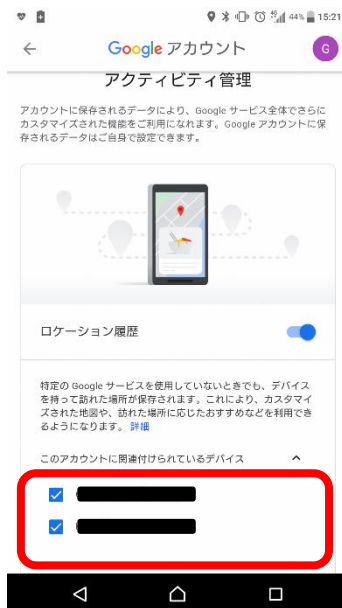 44% 15:21
Google アカウント
G
アクティビティ管理
アカウントに保存されるデータにより、Google サービス全体でさらに
カスタマイズされた機能をご利用になれます。Google アカウントに保
存されるデータはご自身で設定できます。
ロケーション履歴
特定の Google サービスを使用していないときでも、デバイス
を持って訪れた場所が保存されます。これにより、カスタマイ
ズされた地図や、訪れた場所に応じたおすすめなどを利用でき
るようになります。 詳細
このアカウントに関連付けられているデバイス